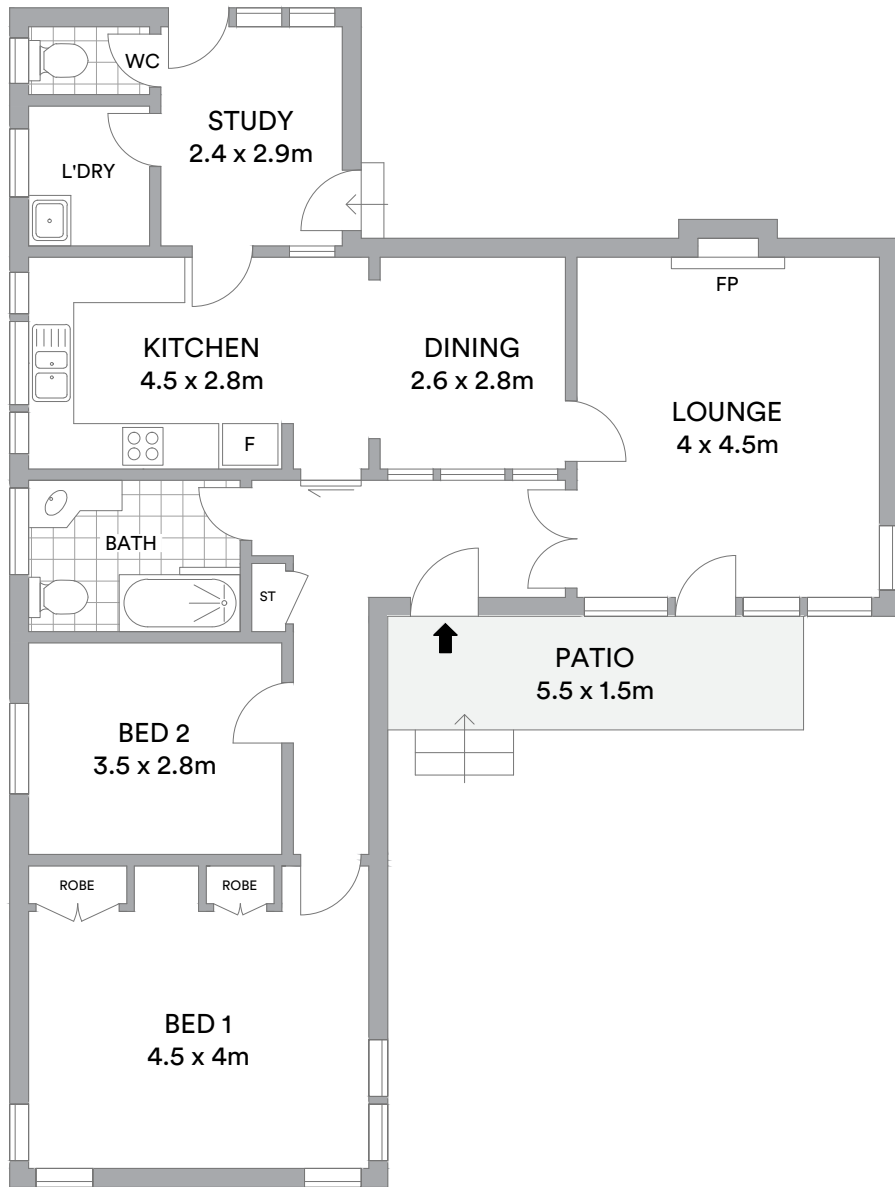 WC
STUDY
2.4 x 2.9m
L'DRY
FP
KITCHEN
4.5 x 2.8m
DINING
2.6 x 2.8m
LOUNGE
4 x 4.5m
F
BATH
ST
PATIO
5.5 x 1.5m
BED 2
3.5 x 2.8m
ROBE
ROBE
BED 1
4.5 x 4m